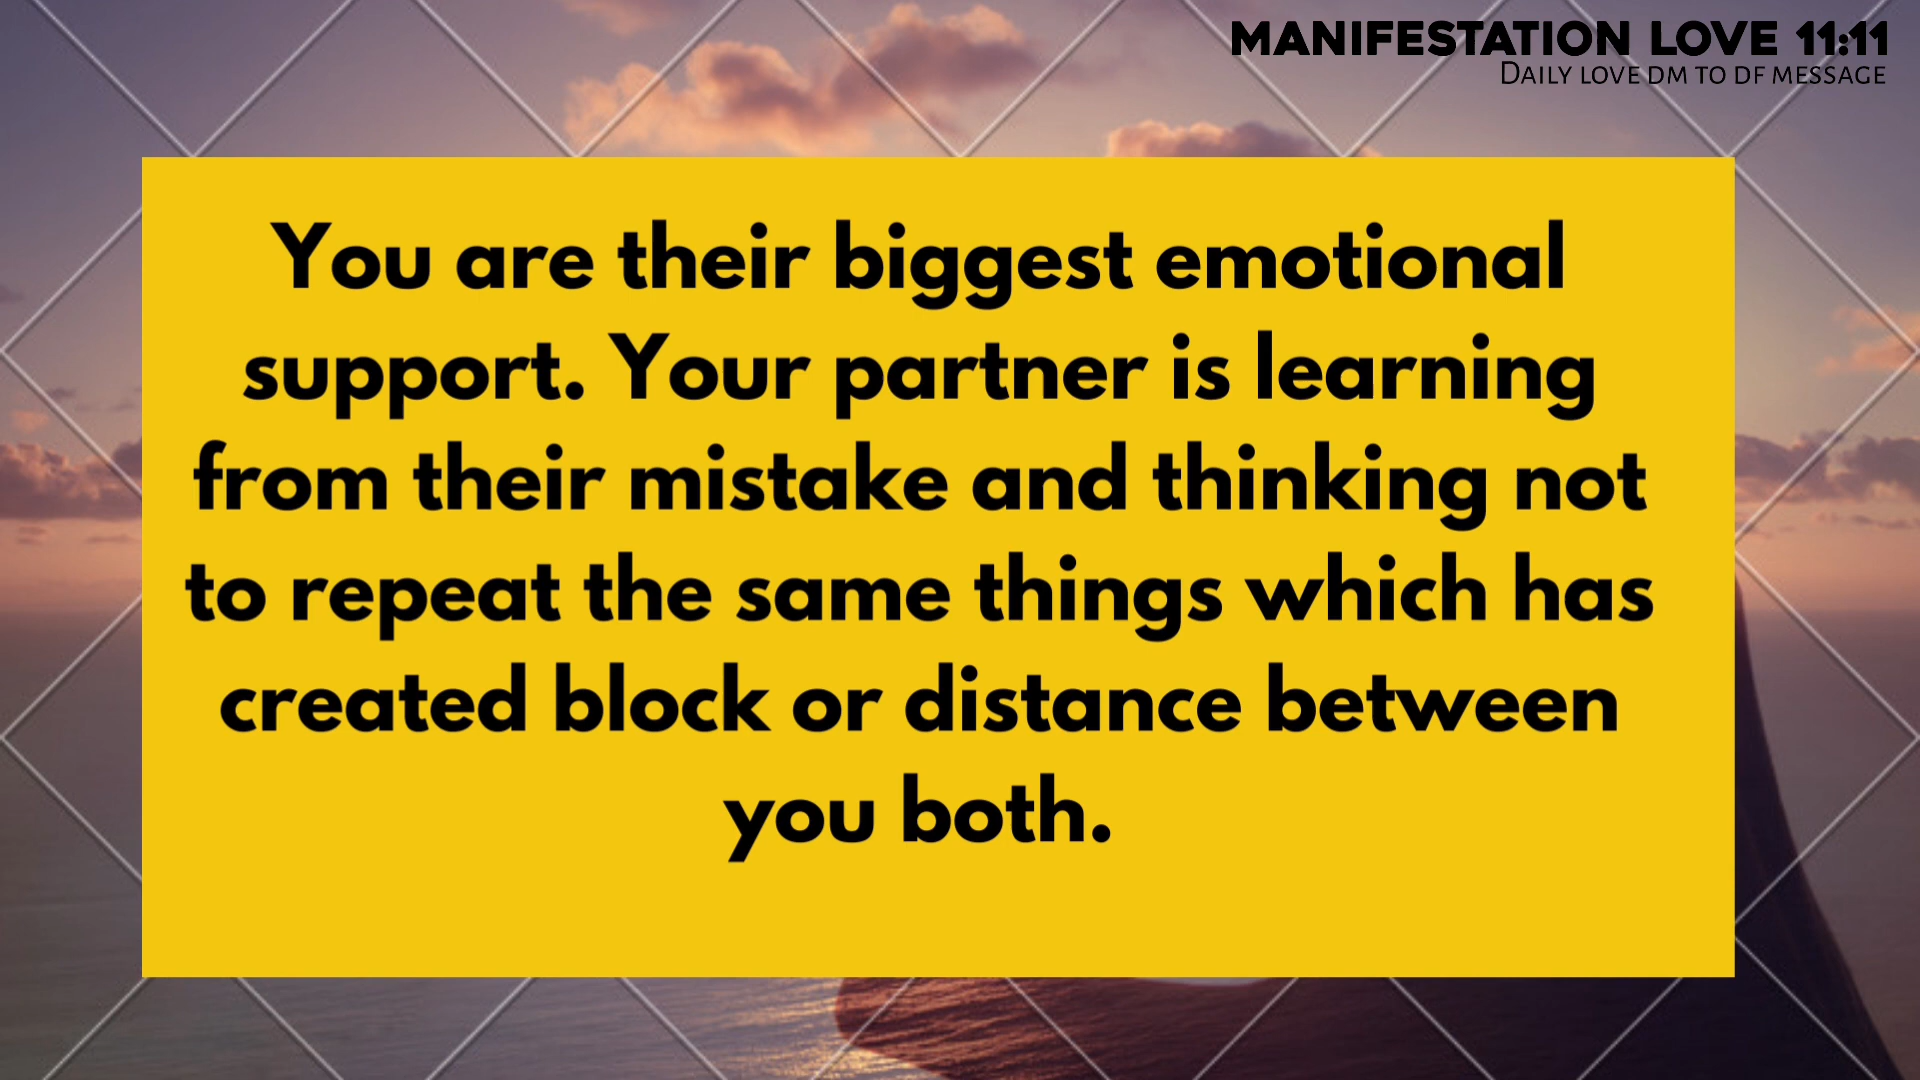 MANIFESTATION LOVE 11:11
DAILY LOVE DM TO DF MESSAGE
You are their biggest emotional
support. Your partner is learning
from their mistake and thinking not
to repeat the same things which has
created block or distance between
you both.